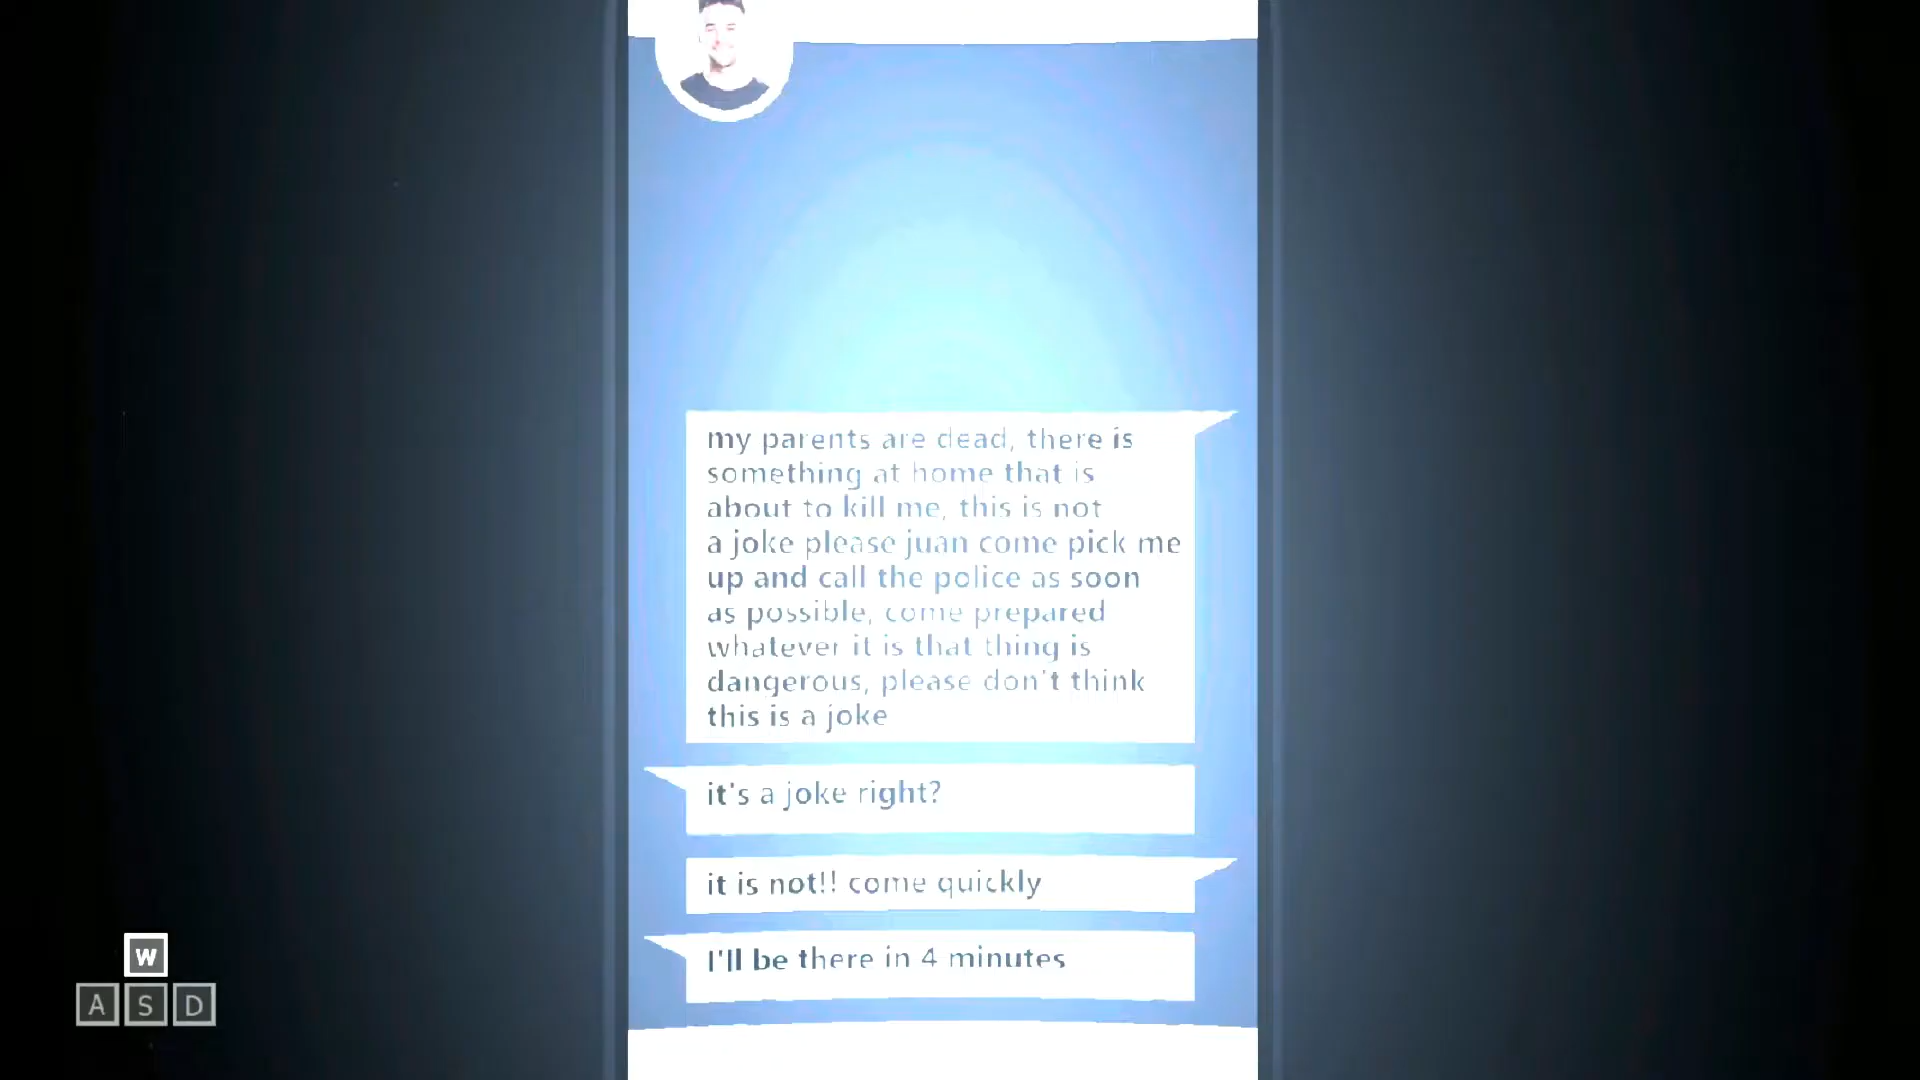 my parents are dead, there is
something at home that is
about to kill me, this is not
a joke please juan come pick me
up and call the police as soon
as possible, come prepared
whatever it is that thing is
dangerous, please don't think
this is a joke
it's a joke right?
it is not!! come quickly
I'll be there in 4 minutes
W
A S D